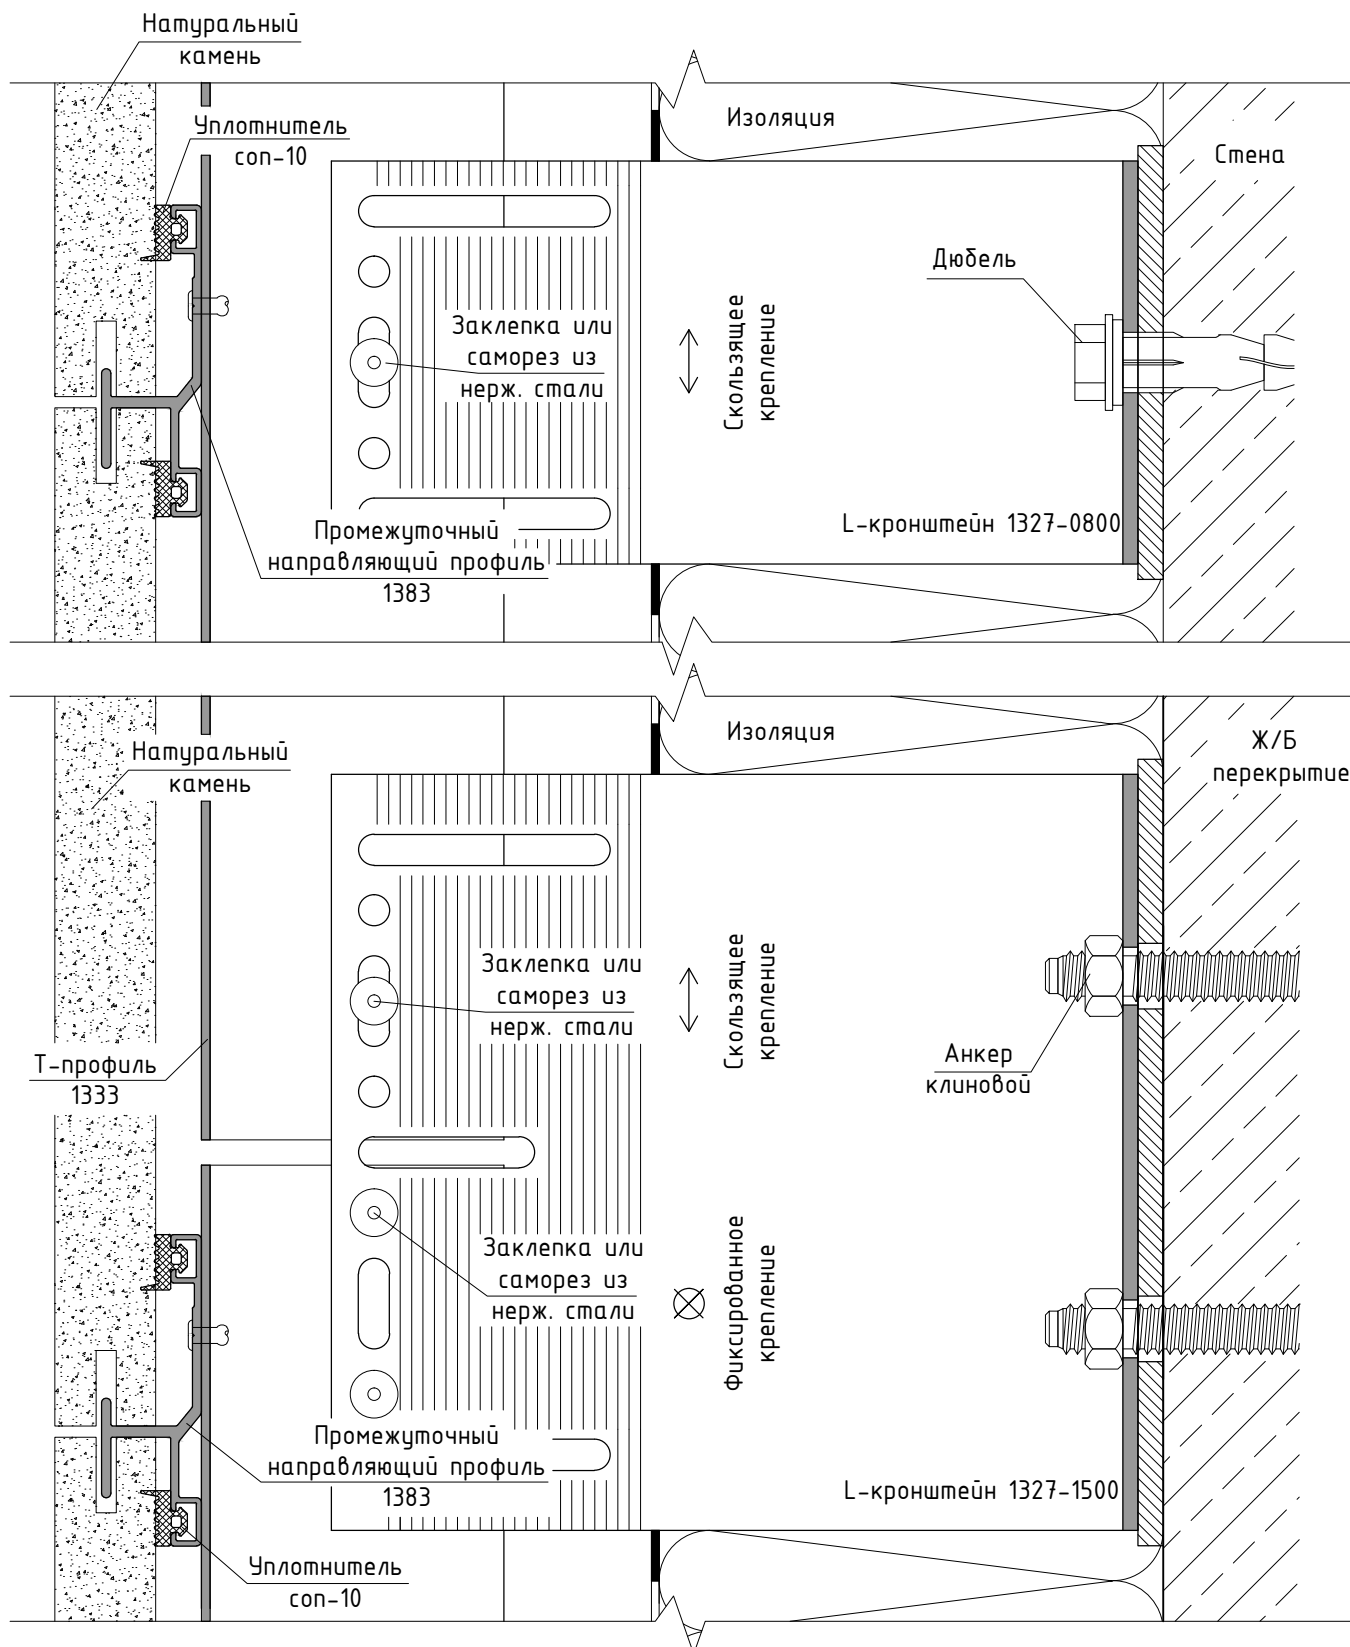 Натуральный
камень
Уплотнитель
соп-10
Изоляция
Стена
Дюбель
Заклепка или
саморез из
нерж. стали
Скользящее
крепление
L-кронштейн 1327-0800
Промежуточный
направляющий профиль
1383
Натуральный
камень
Изоляция
Ж/Б
перекрытие
Заклепка или
саморез из
нерж. стали
Скользящее
крепление
Т-профиль
1333
Анкер
клиновой
Заклепка или
саморез из
нерж. стали
Фиксированное
крепление
Промежуточный
направляющий профиль
1383
L-кронштейн 1327-1500
Уплотнитель
соп-10